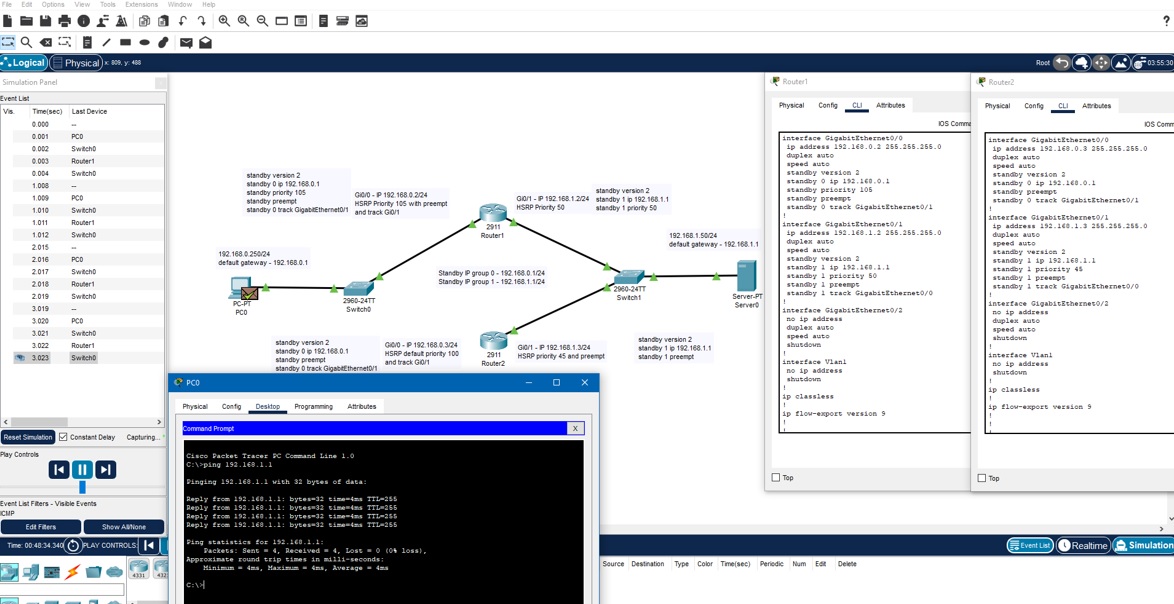 File Edit Options View Tools Extensions Window Help
?
Logical Physical x: 809, y: 488 Root 03:55:30
Simulation Panel
Event List
Vis. Time(sec) Last Device
0.000 --
0.001 PC0
0.002 Switch0
0.003 Router1
0.004 Switch0
1.008 --
1.009 PC0
1.010 Switch0
1.011 Router1
1.012 Switch0
2.015 --
2.016 PC0
2.017 Switch0
2.018 Router1
2.019 Switch0
3.019 --
3.020 PC0
3.021 Switch0
3.022 Router1
3.023 Switch0
Reset Simulation Constant Delay Capturing...
Play Controls
Event List Filters - Visible Events
ICMP
Edit Filters Show All/None
Time: 00:48:34.340 PLAY CONTROLS:
4331
standby version 2
standby 0 ip 192.168.0.1
standby priority 105
standby preempt
standby 0 track GigabitEthernet0/1
Gi0/0 - IP 192.168.0.2/24
HSRP Priority 105 with preempt
and track Gi0/1
2911
Router1
Gi0/1 - IP 192.168.1.2/24
HSRP Priority 50
standby version 2
standby 1 ip 192.168.1.1
standby 1 priority 50
192.168.0.250/24
default gateway - 192.168.0.1
PC-PT
PC0
2960-24TT
Switch0
Standby IP group 0 - 192.168.0.1/24
Standby IP group 1 - 192.168.1.1/24
2960-24TT
Switch1
192.168.1.50/24
default gateway - 192.168.1.1
Server-PT
Server0
standby version 2
standby 0 ip 192.168.0.1
standby preempt
standby 0 track GigabitEthernet0/1
Gi0/0 - IP 192.168.0.3/24
HSRP default priority 100
and track Gi0/1
2911
Router2
Gi0/1 - IP 192.168.1.3/24
HSRP priority 45 and preempt
standby version 2
standby 1 ip 192.168.1.1
standby 1 preempt
PC0
Physical Config Desktop Programming Attributes
Command Prompt X
Cisco Packet Tracer PC Command Line 1.0
C:\>ping 192.168.1.1
Pinging 192.168.1.1 with 32 bytes of data:
Reply from 192.168.1.1: bytes=32 time=4ms TTL=255
Reply from 192.168.1.1: bytes=32 time=4ms TTL=255
Reply from 192.168.1.1: bytes=32 time=4ms TTL=255
Reply from 192.168.1.1: bytes=32 time=4ms TTL=255
Ping statistics for 192.168.1.1:
Packets: Sent = 4, Received = 4, Lost = 0 (0% loss),
Approximate round trip times in milli-seconds:
Minimum = 4ms, Maximum = 4ms, Average = 4ms
C:\>
Router1
Physical Config CLI Attributes
IOS Comm
interface GigabitEthernet0/0
ip address 192.168.0.2 255.255.255.0
duplex auto
speed auto
standby version 2
standby 0 ip 192.168.0.1
standby priority 105
standby preempt
standby 0 track GigabitEthernet0/1
!
interface GigabitEthernet0/1
ip address 192.168.1.2 255.255.255.0
duplex auto
speed auto
standby version 2
standby 1 ip 192.168.1.1
standby 1 priority 50
standby 1 preempt
standby 1 track GigabitEthernet0/0
!
interface GigabitEthernet0/2
no ip address
duplex auto
speed auto
shutdown
!
interface Vlan1
no ip address
shutdown
!
ip classless
!
ip flow-export version 9
!
!
Top
Router2
Physical Config CLI Attributes
IOS Comm
interface GigabitEthernet0/0
ip address 192.168.0.3 255.255.255.0
duplex auto
speed auto
standby version 2
standby 0 ip 192.168.0.1
standby preempt
standby 0 track GigabitEthernet0/1
!
interface GigabitEthernet0/1
ip address 192.168.1.3 255.255.255.0
duplex auto
speed auto
standby version 2
standby 1 ip 192.168.1.1
standby 1 priority 45
standby 1 preempt
standby 1 track GigabitEthernet0/0
!
interface GigabitEthernet0/2
no ip address
duplex auto
speed auto
shutdown
!
interface Vlan1
no ip address
shutdown
!
ip classless
!
ip flow-export version 9
!
!
!
Top
Event List Realtime Simulation
Source Destination Type Color Time(sec) Periodic Num Edit Delete